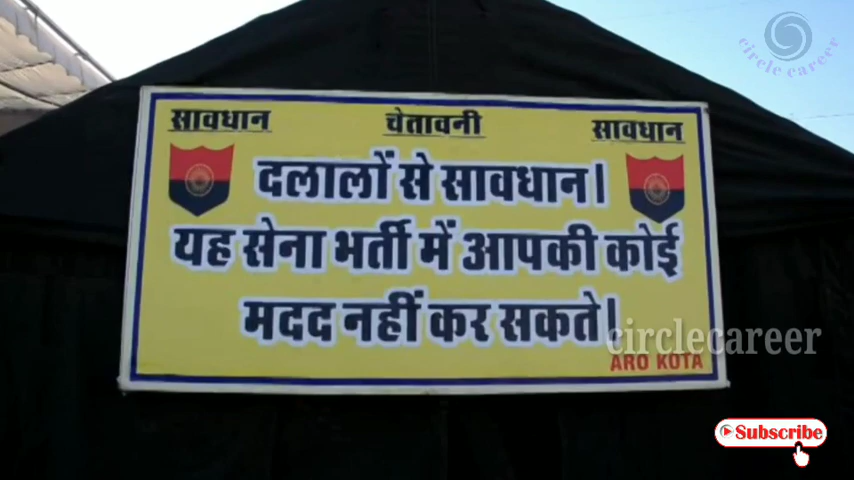 circle career
सावधान चेतावनी सावधान
दलालों से सावधान।
यह सेना भर्ती में आपकी कोई
मदद नहीं कर सकते।
circlecareer
ARO KOTA
Subscribe